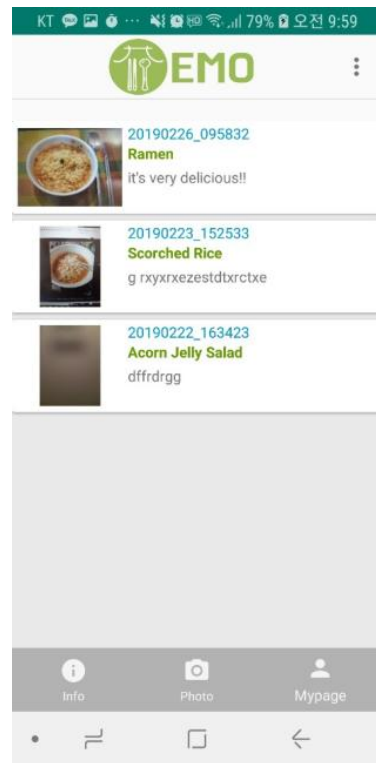 KT 79% 오전 9:59
EMO
20190226_095832
Ramen
it's very delicious!!
20190223_152533
Scorched Rice
g rxyxrxezestdtxrctxe
20190222_163423
Acorn Jelly Salad
dffrdrgg
Info Photo Mypage